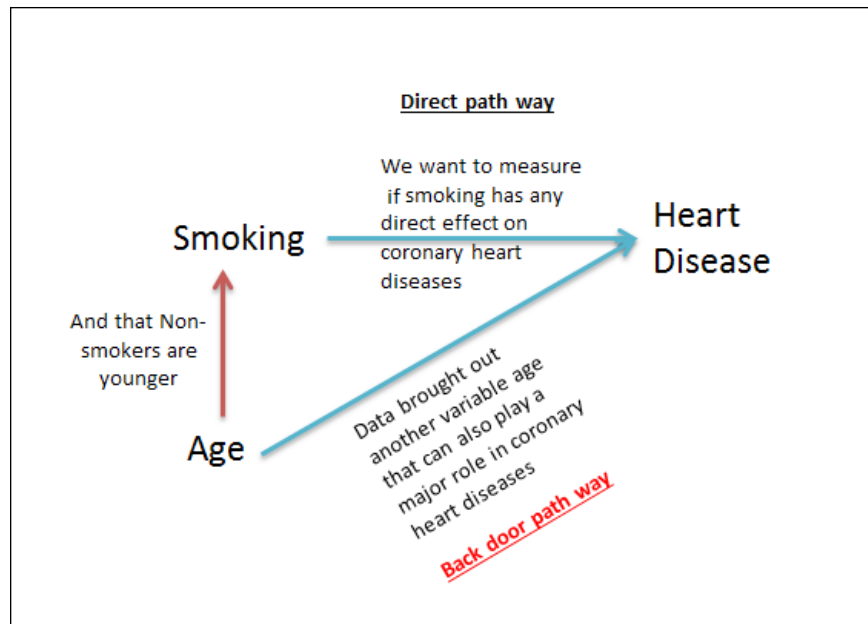 Direct path way
We want to measure
if smoking has any
direct effect on
coronary heart
diseases
Smoking
Heart
Disease
And that Non-
smokers are
younger
Age
Data brought out
another variable age
that can also play a
major role in coronary
heart diseases
Back door path way